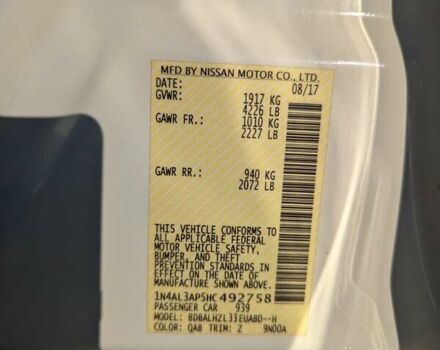 MFD BY NISSAN MOTOR CO., LTD.
DATE: 08/17
GVWR: 1917 KG
4226 LB
GAWR FR.: 1010 KG
2227 LB
GAWR RR.: 940 KG
2072 LB
THIS VEHICLE CONFORMS TO
ALL APPLICABLE FEDERAL
MOTOR VEHICLE SAFETY,
BUMPER, AND THEFT
PREVENTION STANDARDS IN
EFFECT ON THE DATE OF
MANUFACTURE SHOWN ABOVE.
1N4AL3AP5HC492758
PASSENGER CAR 939
MODEL: BDBALHZL33EUABD--H
COLOR: QAB TRIM: Z 9N00A